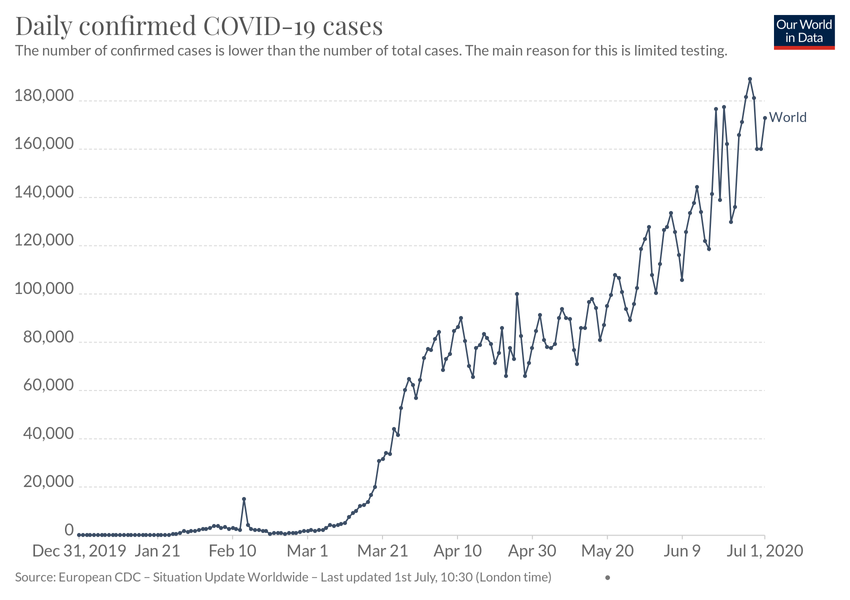 Daily confirmed COVID-19 cases
Our World
in Data
The number of confirmed cases is lower than the number of total cases. The main reason for this is limited testing.
180,000
World
160,000
140,000
120,000
100,000
80,000
60,000
40,000
20,000
0
Dec 31, 2019 Jan 21 Feb 10 Mar 1 Mar 21 Apr 10 Apr 30 May 20 Jun 9 Jul 1, 2020
Source: European CDC – Situation Update Worldwide – Last updated 1st July, 10:30 (London time) •